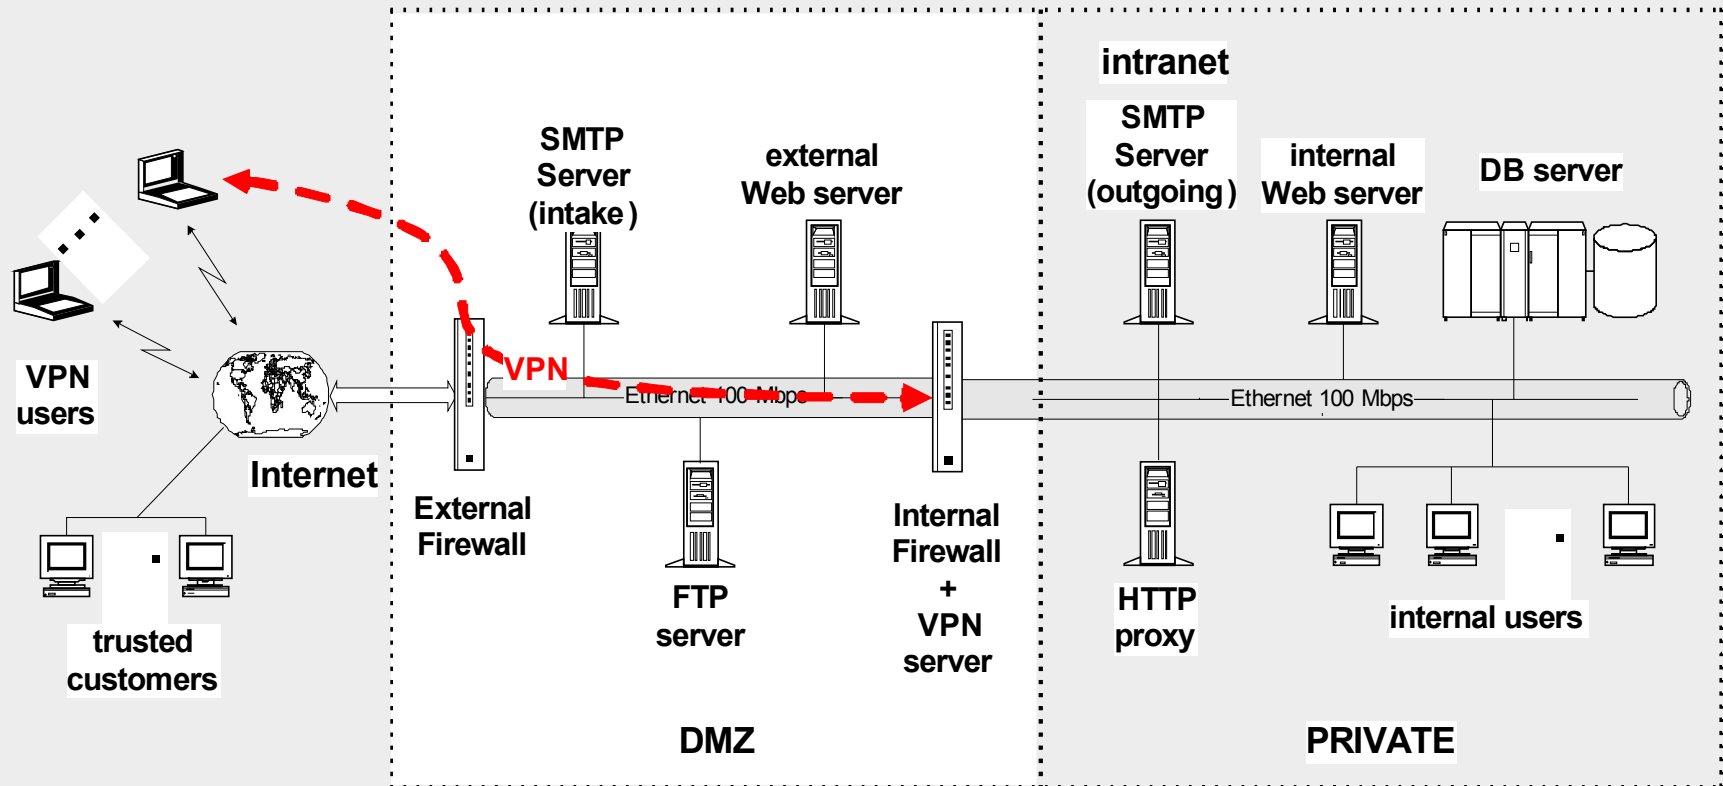 intranet
SMTP
Server
(intake)
external
Web server
SMTP
Server
(outgoing)
internal
Web server
DB server
VPN
users
VPN
Ethernet 100 Mbps
Ethernet 100 Mbps
Internet
External
Firewall
FTP
server
Internal
Firewall
+
VPN
server
HTTP
proxy
internal users
trusted
customers
DMZ
PRIVATE